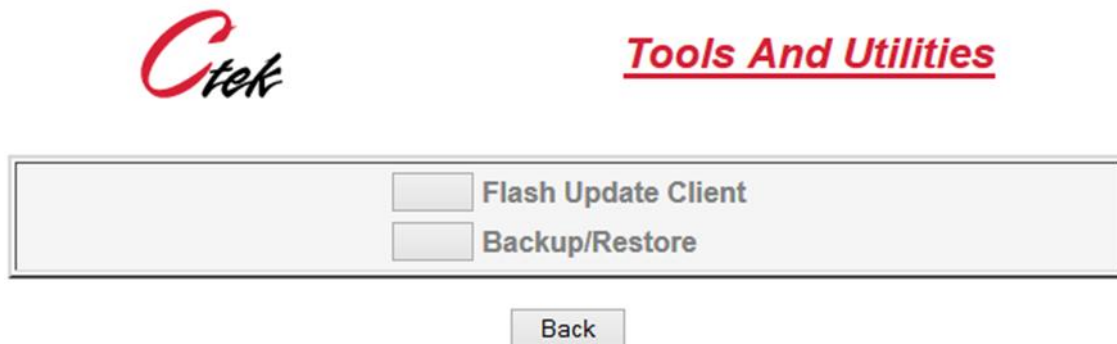 Ctek
Tools And Utilities
Flash Update Client
Backup/Restore
Back